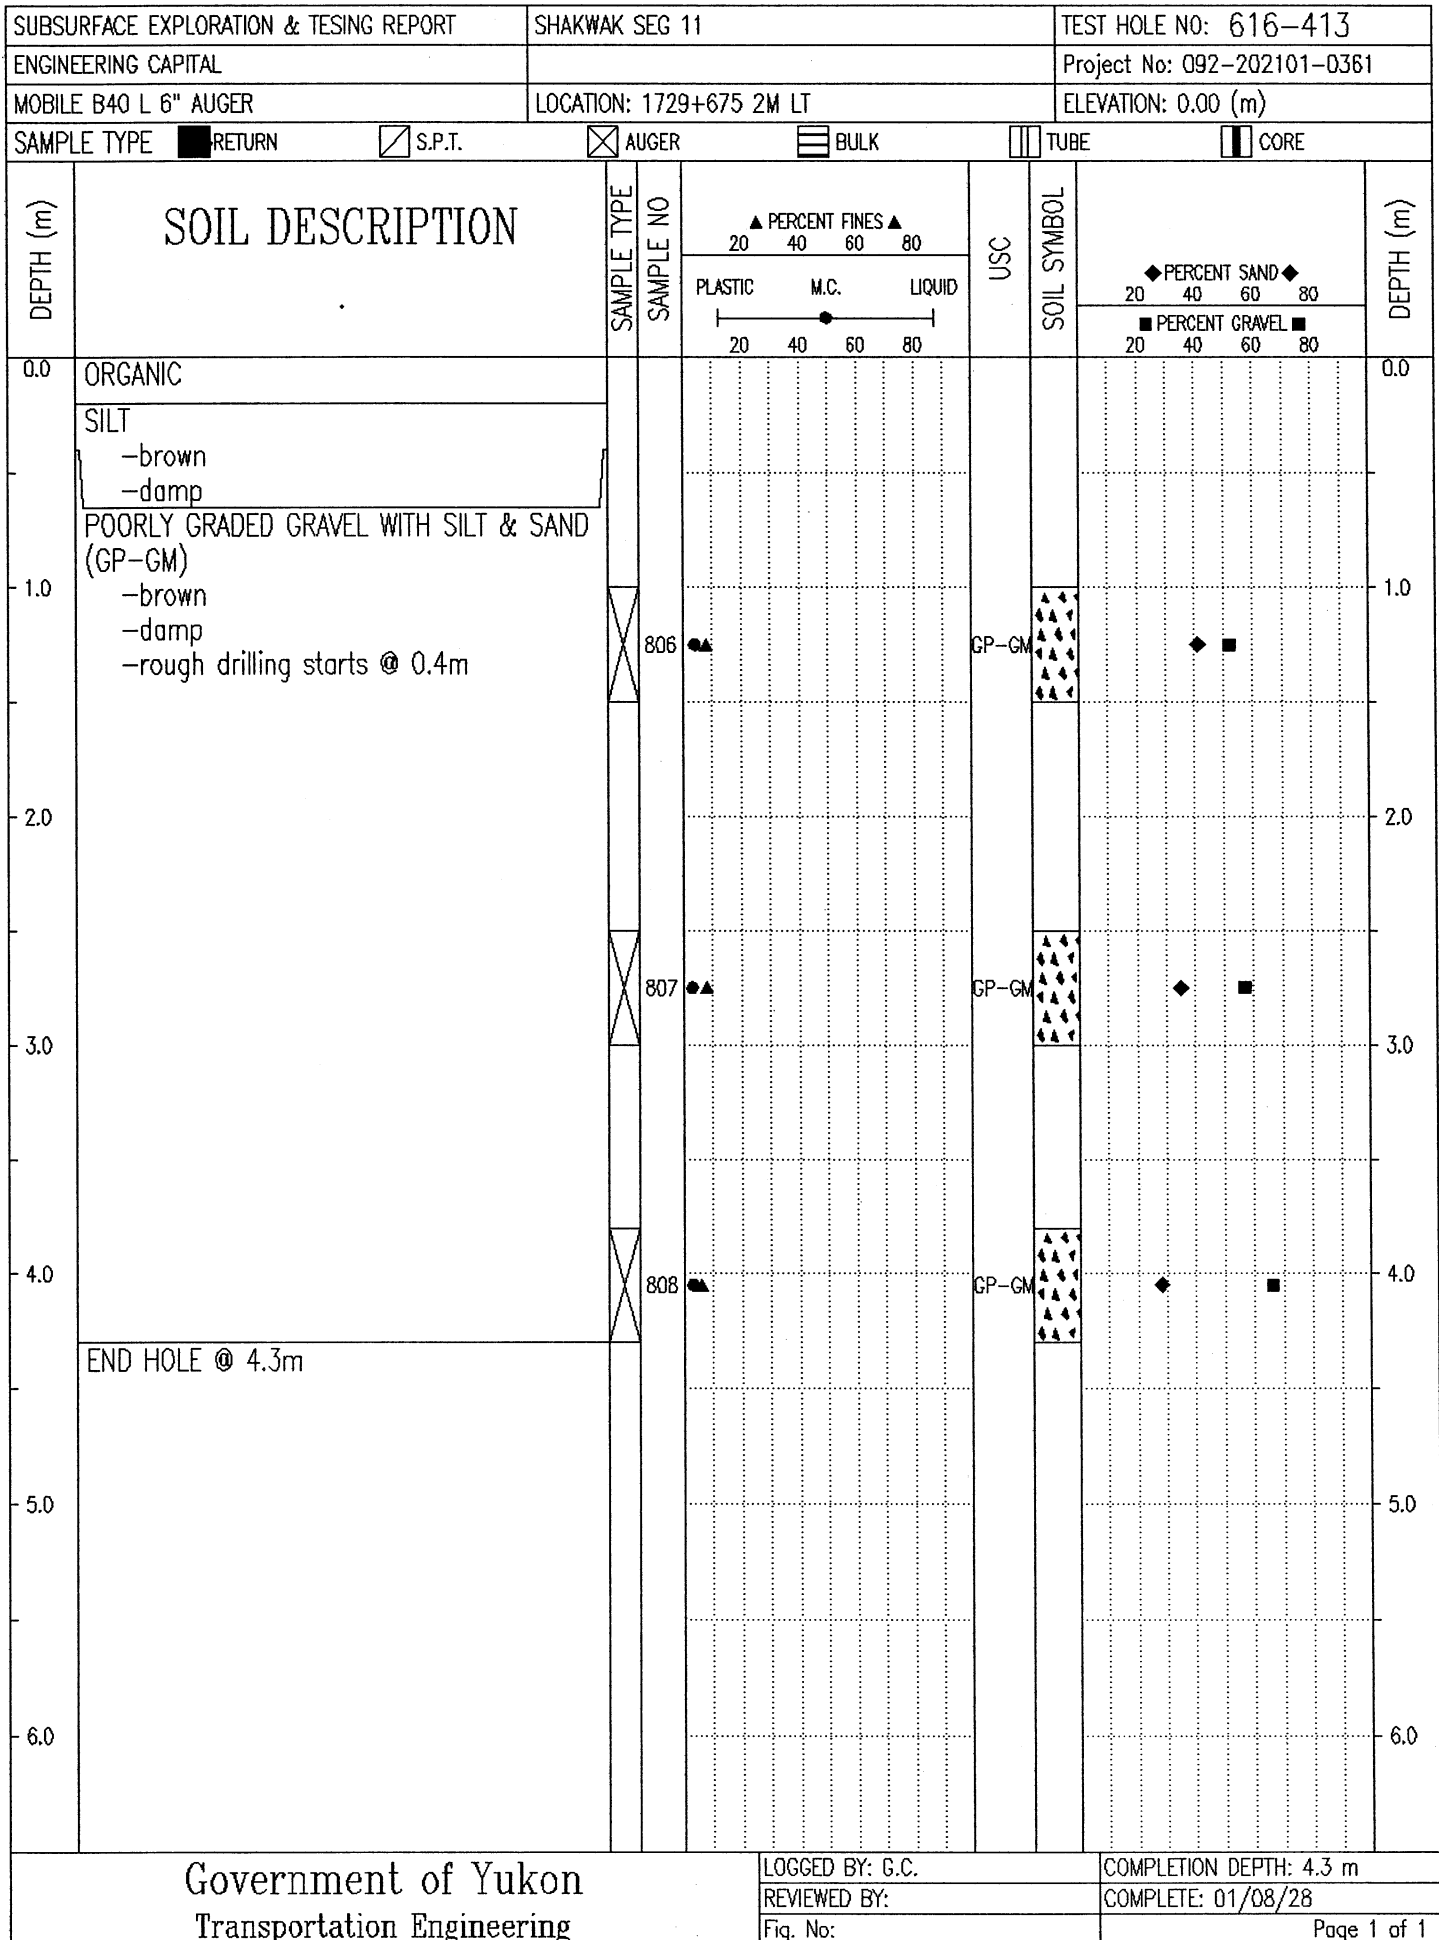 SUBSURFACE EXPLORATION & TESING REPORT SHAKWAK SEG 11 TEST HOLE NO: 616-413
ENGINEERING CAPITAL Project No: 092-202101-0361
MOBILE B40 L 6" AUGER LOCATION: 1729+675 2M LT ELEVATION: 0.00 (m)
SAMPLE TYPE RETURN S.P.T. AUGER BULK TUBE CORE
DEPTH (m)
SOIL DESCRIPTION
SAMPLE TYPE
SAMPLE NO
▲ PERCENT FINES ▲
20 40 60 80
PLASTIC M.C. LIQUID
20 40 60 80
USC
SOIL SYMBOL
◆ PERCENT SAND ◆
20 40 60 80
■ PERCENT GRAVEL ■
20 40 60 80
DEPTH (m)
0.0 ORGANIC 0.0
SILT
-brown
-damp
POORLY GRADED GRAVEL WITH SILT & SAND
(GP-GM)
1.0 -brown 1.0
-damp
806 GP-GM
-rough drilling starts @ 0.4m
2.0 2.0
807 GP-GM
3.0 3.0
4.0 4.0
808 GP-GM
END HOLE @ 4.3m
5.0 5.0
6.0 6.0
Government of Yukon
Transportation Engineering
LOGGED BY: G.C. COMPLETION DEPTH: 4.3 m
REVIEWED BY: COMPLETE: 01/08/28
Fig. No: Page 1 of 1